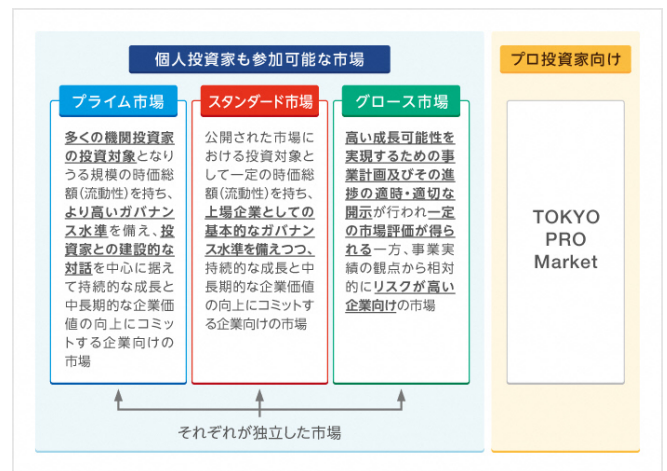 個人投資家も参加可能な市場
プロ投資家向け
プライム市場
多くの機関投資家
の投資対象となり
うる規模の時価総
額(流動性)を持ち、
より高いガバナン
ス水準を備え、投
資家との建設的な
対話を中心に据え
て持続的な成長と
中長期的な企業価
値の向上にコミッ
トする企業向けの
市場
スタンダード市場
公開された市場に
おける投資対象と
して一定の時価総
額(流動性)を持ち、
上場企業としての
基本的なガバナン
ス水準を備えつつ、
持続的な成長と中
長期的な企業価値
の向上にコミットす
る企業向けの市場
グロース市場
高い成長可能性を
実現するための事
業計画及びその進
捗の適時・適切な
開示が行われ一定
の市場評価が得ら
れる一方、事業実
績の観点から相対
的にリスクが高い
企業向けの市場
TOKYO
PRO
Market
それぞれが独立した市場